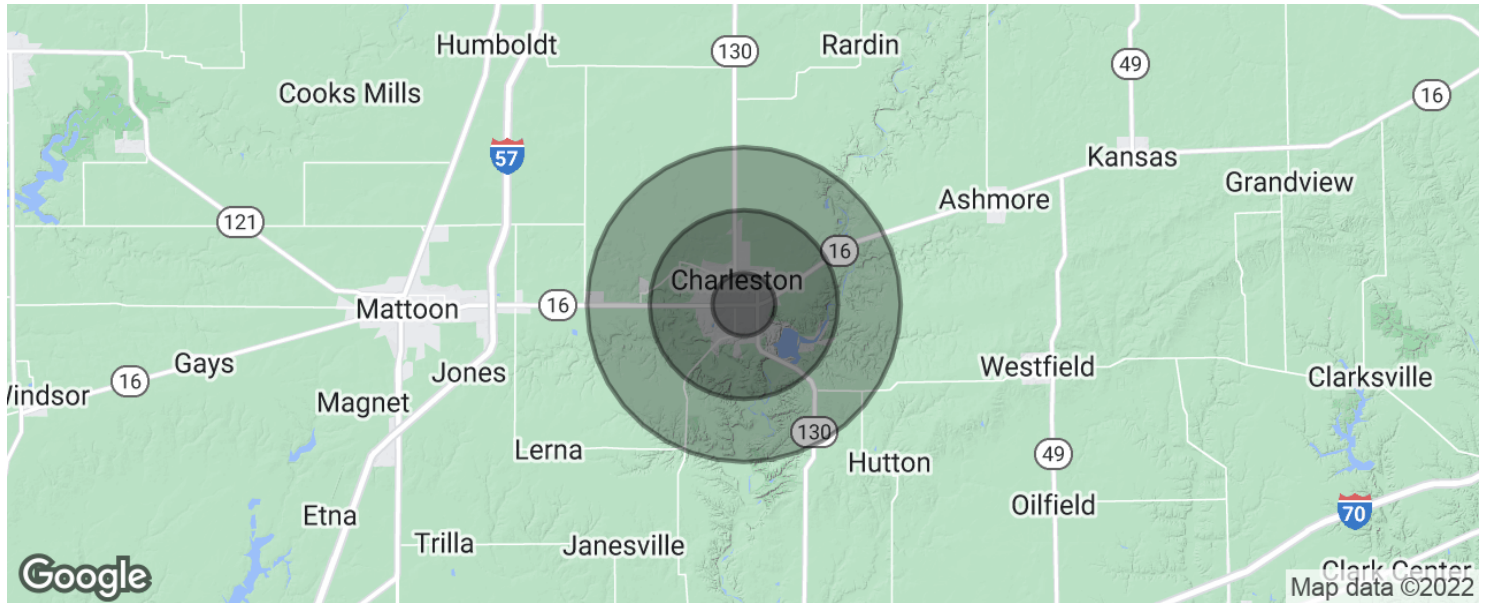 Humboldt
130
Rardin
49
Cooks Mills
16
57
Kansas
Grandview
Ashmore
121
16
Charleston
Mattoon
16
Gays
Jones
Westfield
Clarksville
16
Windsor
Magnet
130
Lerna
Hutton
49
Oilfield
70
Etna
Trilla
Janesville
Clark Center
Google
Map data ©2022